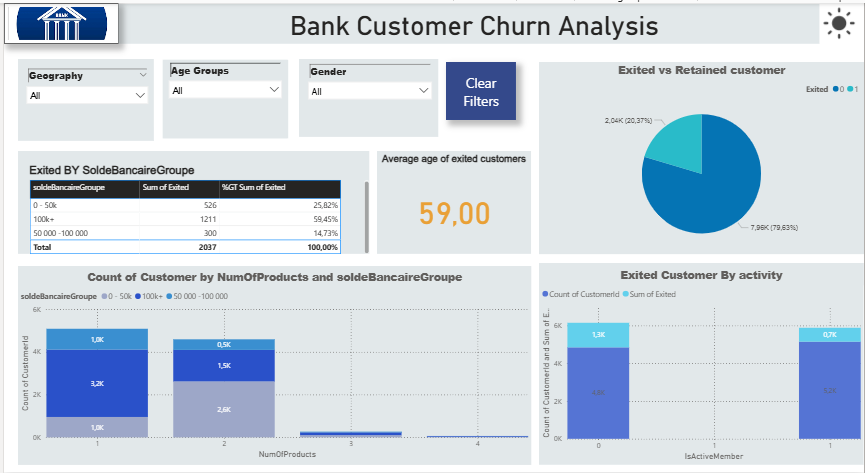 BANK
Bank Customer Churn Analysis
Geography
All
Age Groups
All
Gender
All
Clear
Filters
Exited vs Retained customer
Exited 0 1
2,04K (20,37%)
7,96K (79,63%)
Exited BY SoldeBancaireGroupe
soldeBancaireGroupe Sum of Exited %GT Sum of Exited
0 - 50k 526 25,82%
100k+ 1211 59,45%
50 000 -100 000 300 14,73%
Total 2037 100,00%
Average age of exited customers
59,00
Count of Customer by NumOfProducts and soldeBancaireGroupe
soldeBancaireGroupe 0 - 50k 100k+ 50 000 -100 000
Count of CustomerId
6K
4K
2K
0K
1,0K
3,2K
1,0K
0,5K
1,5K
2,6K
1 2 3 4
NumOfProducts
Exited Customer By activity
Count of CustomerId Sum of Exited
Count of CustomerId and Sum of E...
6K
4K
2K
0K
1,3K
0,7K
0 1 1
IsActiveMember